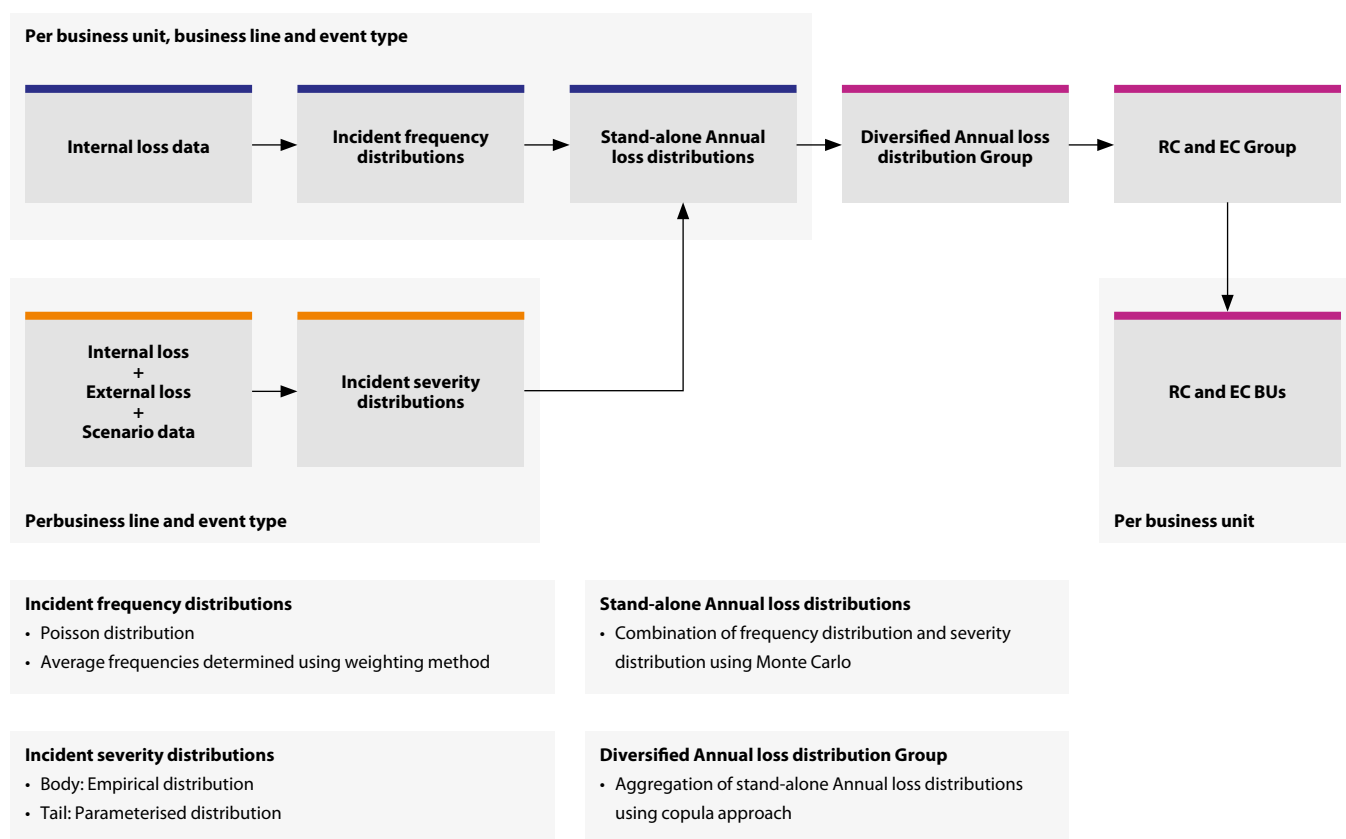 Per business unit, business line and event type
Internal loss data
Incident frequency
distributions
Stand-alone Annual
loss distributions
Diversified Annual loss
distribution Group
RC and EC Group
Internal loss
+
External loss
+
Scenario data
Incident severity
distributions
RC and EC BUs
Perbusiness line and event type
Per business unit
Incident frequency distributions
• Poisson distribution
• Average frequencies determined using weighting method
Stand-alone Annual loss distributions
• Combination of frequency distribution and severity
distribution using Monte Carlo
Incident severity distributions
• Body: Empirical distribution
• Tail: Parameterised distribution
Diversified Annual loss distribution Group
• Aggregation of stand-alone Annual loss distributions
using copula approach